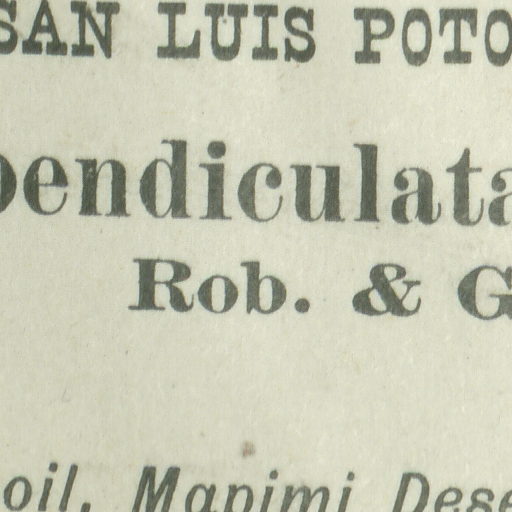 SAN LUIS POTO
pendiculata
Rob. & G
oil. Mapimi Dese